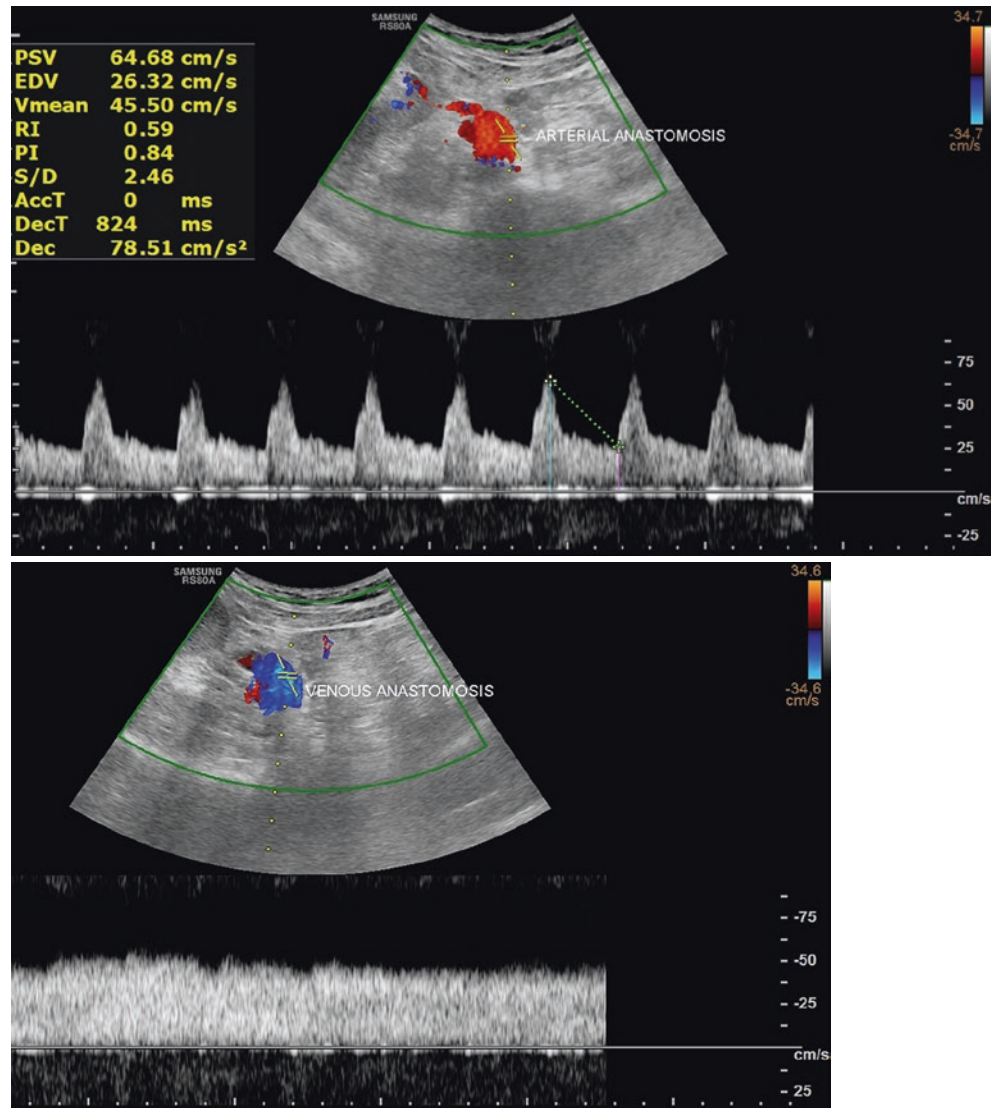 SAMSUNG
RS80A
34.7
-34.7
cm/s
PSV 64.68 cm/s
EDV 26.32 cm/s
Vmean 45.50 cm/s
RI 0.59
PI 0.84
S/D 2.46
AccT 0 ms
DecT 824 ms
Dec 78.51 cm/s²
ARTERIAL ANASTOMOSIS
75
50
25
cm/s
-25
SAMSUNG
RS80A
34.6
-34.6
cm/s
VENOUS ANASTOMOSIS
-75
-50
-25
cm/s
25